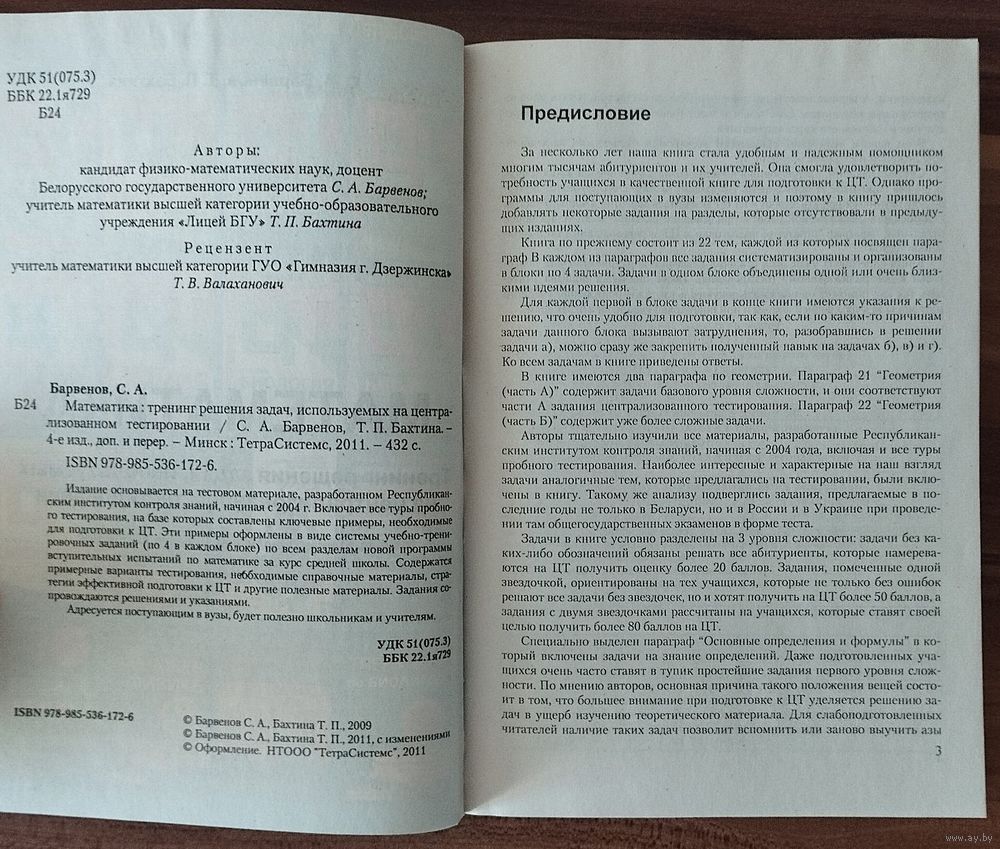 УДК 51(075.3)
ББК 22.1я729
Б24
Авторы:
кандидат физико-математических наук, доцент
Белорусского государственного университета С. А. Барвенов;
учитель математики высшей категории учебно-образовательного
учреждения «Лицей БГУ» Т. П. Бахтина
Рецензент
учитель математики высшей категории ГУО «Гимназия г. Дзержинска»
Т. В. Валаханович
Барвенов, С. А.
Б24 Математика : тренинг решения задач, используемых на центра-
лизованном тестировании / С. А. Барвенов, Т. П. Бахтина. –
4-е изд., доп. и перер. – Минск : ТетраСистемс, 2011. – 432 с.
ISBN 978-985-536-172-6.
Издание основывается на тестовом материале, разработанном Республикан-
ским институтом контроля знаний, начиная с 2004 г. Включает все туры пробно-
го тестирования, на базе которых составлены ключевые примеры, необходимые
для подготовки к ЦТ. Эти примеры оформлены в виде системы учебно-трени-
ровочных заданий (по 4 в каждом блоке) по всем разделам новой программы
вступительных испытаний по математике за курс средней школы. Содержатся
примерные варианты тестирования, необходимые справочные материалы, стра-
тегии эффективной подготовки к ЦТ и другие полезные материалы. Задания со-
провождаются решениями и указаниями.
Адресуется поступающим в вузы, будет полезно школьникам и учителям.
УДК 51(075.3)
ББК 22.1я729
ISBN 978-985-536-172-6
© Барвенов С. А., Бахтина Т. П., 2009
© Барвенов С. А., Бахтина Т. П., 2011, с изменениями
© Оформление. НТООО "ТетраСистемс", 2011
Предисловие
За несколько лет наша книга стала удобным и надежным помощником
многим тысячам абитуриентов и их учителей. Она смогла удовлетворить по-
требность учащихся в качественной книге для подготовки к ЦТ. Однако про-
граммы для поступающих в вузы изменяются и поэтому в книгу пришлось
добавлять некоторые задания на разделы, которые отсутствовали в предыду-
щих изданиях.
Книга по прежнему состоит из 22 тем, каждой из которых посвящен пара-
граф В каждом из параграфов все задания систематизированы и организованы
в блоки по 4 задачи. Задачи в одном блоке объединены одной или очень близ-
кими идеями решения.
Для каждой первой в блоке задачи в конце книги имеются указания к ре-
шению, что очень удобно для подготовки, так как, если по каким-то причинам
задачи данного блока вызывают затруднения, то, разобравшись в решении
задачи а), можно сразу же закрепить полученный навык на задачах б), в) и г).
Ко всем задачам в книге приведены ответы.
В книге имеются два параграфа по геометрии. Параграф 21 “Геометрия
(часть А)” содержит задачи базового уровня сложности, и они соответствуют
части А задания централизованного тестирования. Параграф 22 “Геометрия
(часть Б)” содержит уже более сложные задачи.
Авторы тщательно изучили все материалы, разработанные Республикан-
ским институтом контроля знаний, начиная с 2004 года, включая и все туры
пробного тестирования. Наиболее интересные и характерные на наш взгляд
задачи аналогичные тем, которые предлагались на тестировании, были вклю-
чены в книгу. Такому же анализу подверглись задания, предлагаемые в по-
следние годы не только в Беларуси, но и в России и в Украине при проведе-
нии там общегосударственных экзаменов в форме теста.
Задачи в книге условно разделены на 3 уровня сложности: задачи без ка-
ких-либо обозначений обязаны решать все абитуриенты, которые намерева-
ются на ЦТ получить оценку более 20 баллов. Задания, помеченные одной
звездочкой, ориентированы на тех учащихся, которые не только без ошибок
решают все задачи без звездочек, но и хотят получить на ЦТ более 50 баллов, а
задания с двумя звездочками рассчитаны на учащихся, которые ставят своей
целью получить более 80 баллов на ЦТ.
Специально выделен параграф “Основные определения и формулы” в ко-
торый включены задачи на знание определений. Даже подготовленных уча-
щихся очень часто ставят в тупик простейшие задания первого уровня слож-
ности. По мнению авторов, основная причина такого положения вещей состо-
ит в том, что большее внимание при подготовке к ЦТ уделяется решению за-
дач в ущерб изучению теоретического материала. Для слабоподготовленных
читателей наличие таких задач позволит вспомнить или заново выучить азы
3
www.ay.by